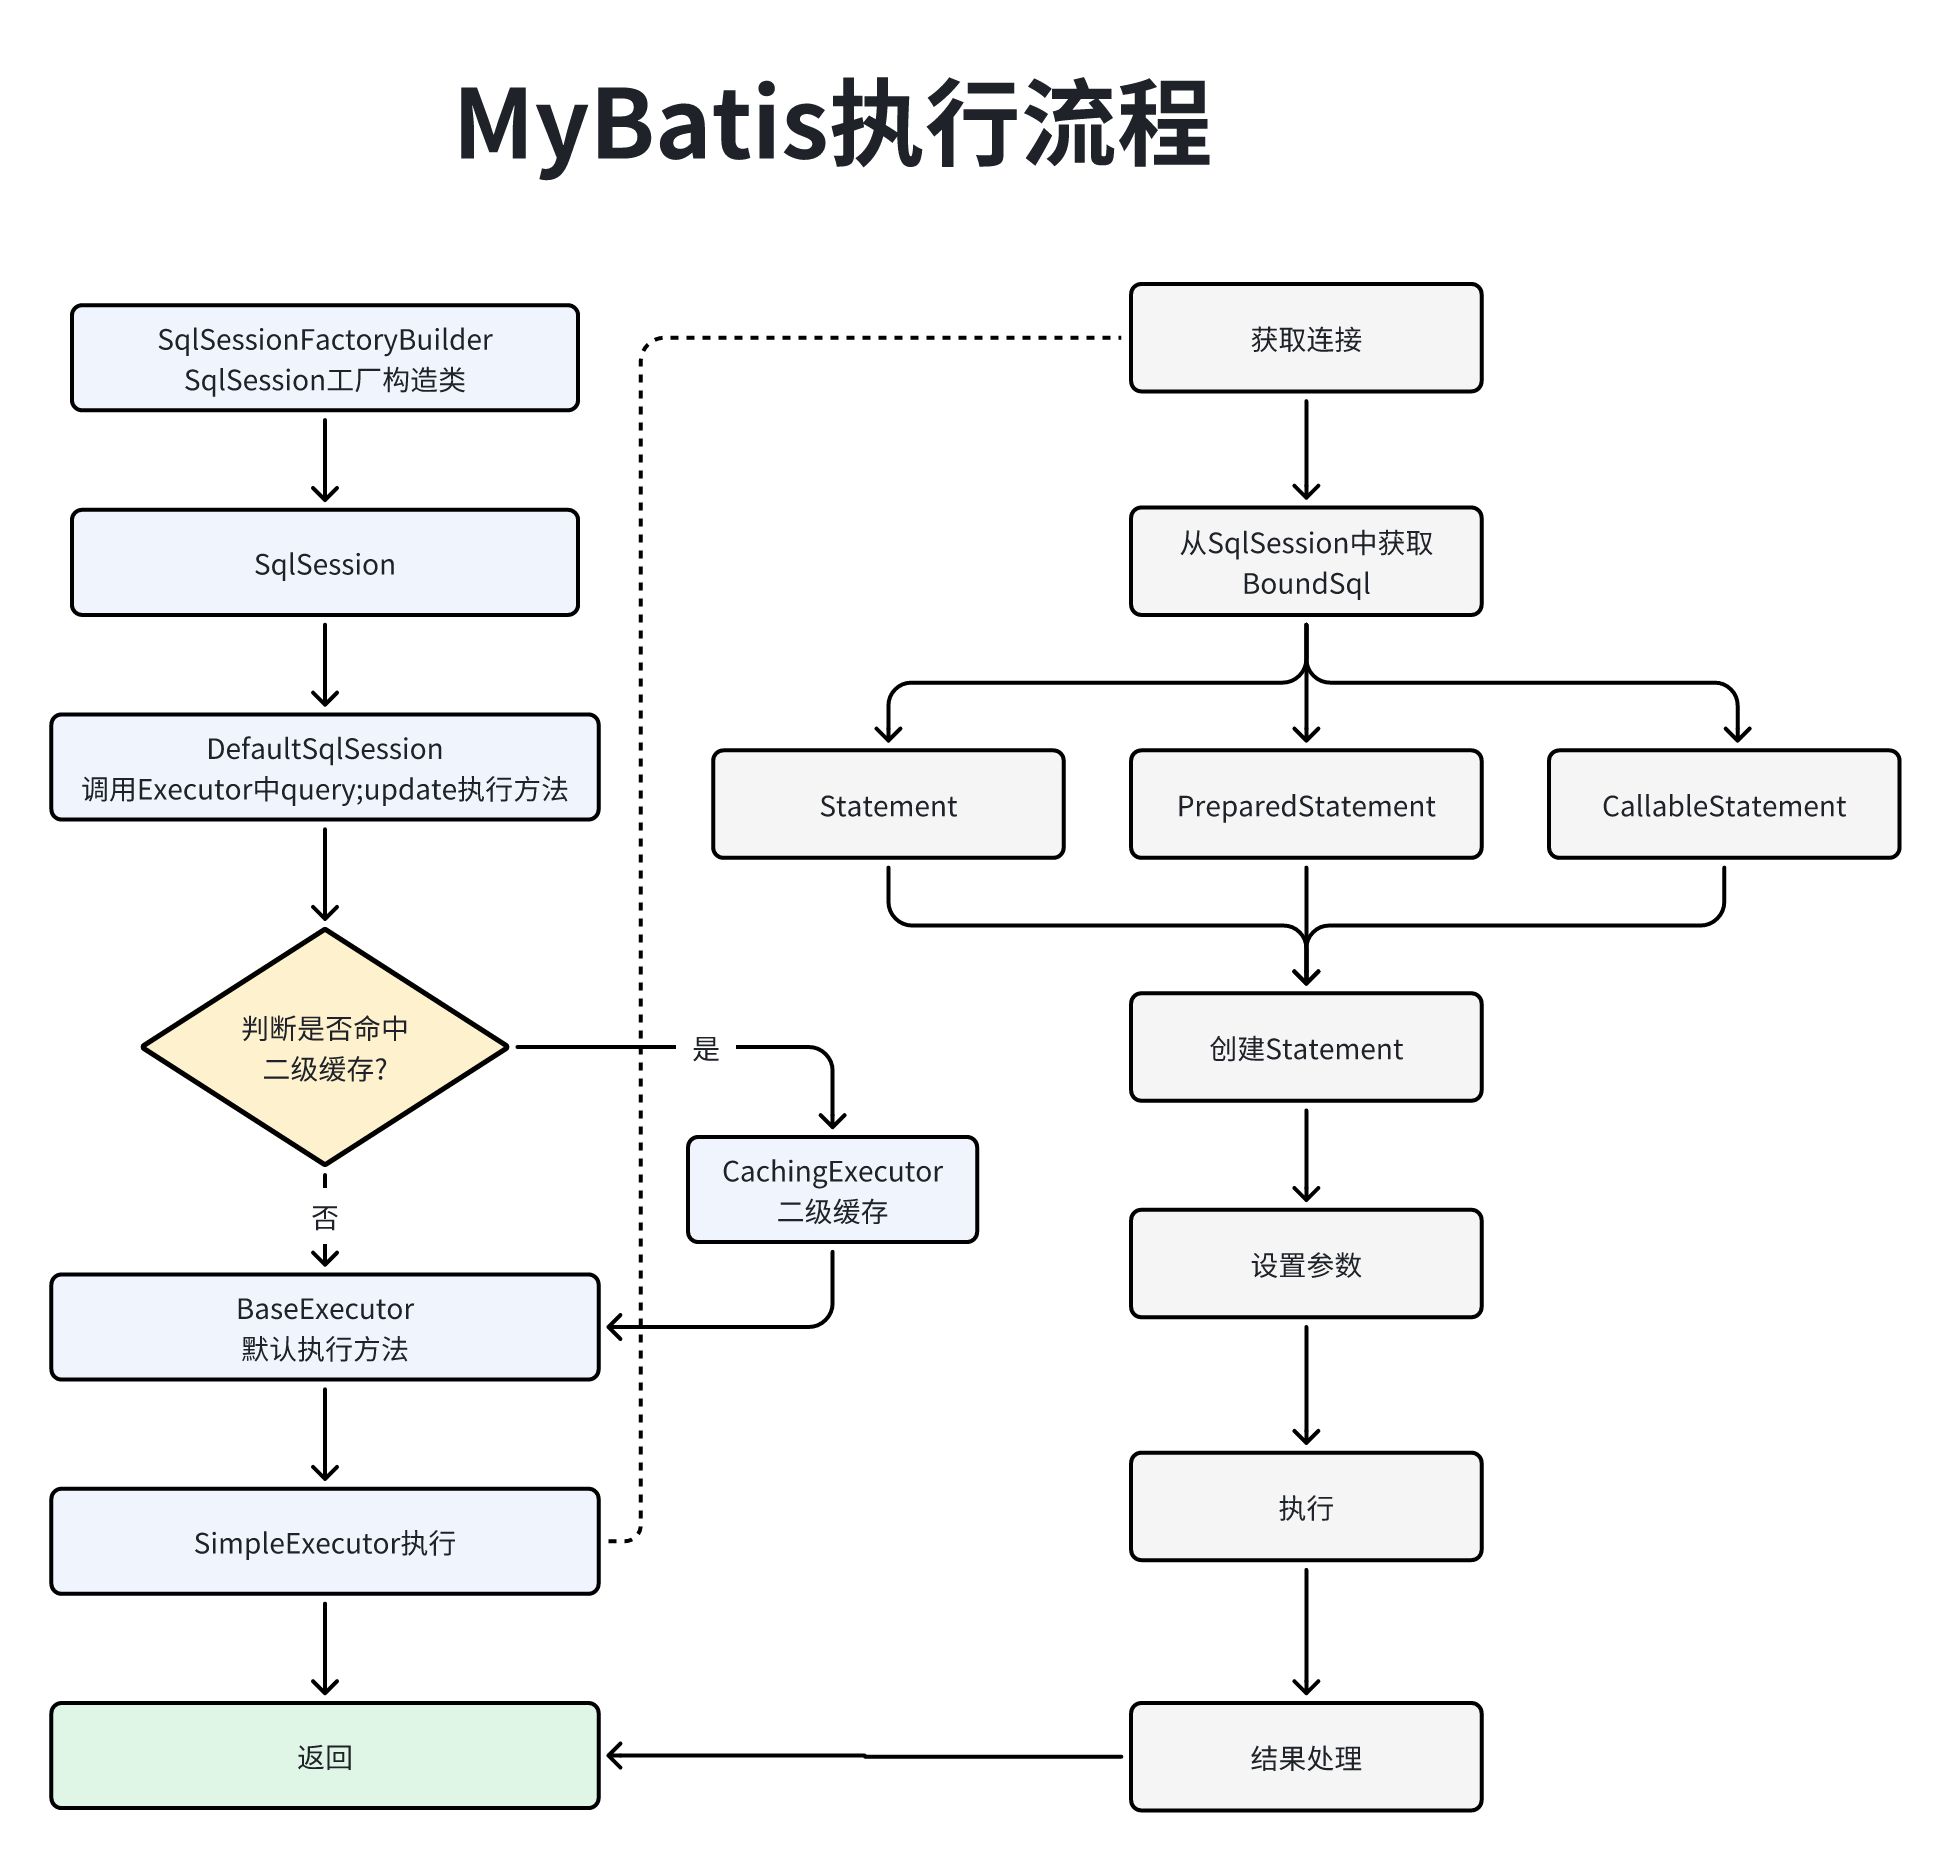 MyBatis执行流程
SqlSessionFactoryBuilder
SqlSession工厂构造类
SqlSession
DefaultSqlSession
调用Executor中query;update执行方法
判断是否命中
二级缓存?
是
否
CachingExecutor
二级缓存
BaseExecutor
默认执行方法
SimpleExecutor执行
返回
获取连接
从SqlSession中获取
BoundSql
Statement
PreparedStatement
CallableStatement
创建Statement
设置参数
执行
结果处理